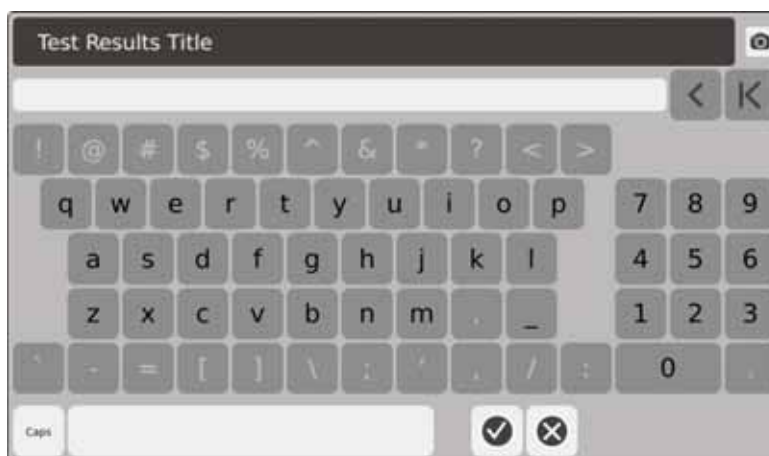 Test Results Title
! @ # $ % ^ & * ? < >
q w e r t y u i o p 7 8 9
a s d f g h j k l 4 5 6
z x c v b n m . _ 1 2 3
` - = [ ] \ ; ' , / : 0 .
Caps